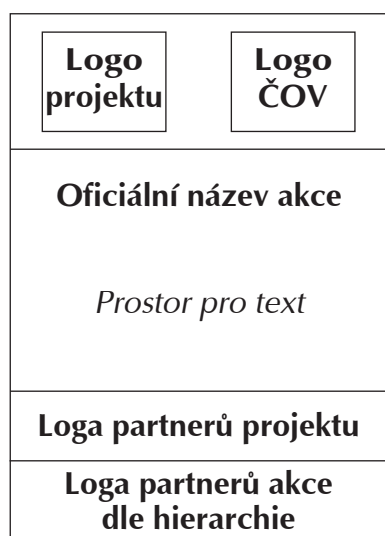 Logo
projektu
Logo
ČOV
Oficiální název akce
Prostor pro text
Loga partnerů projektu
Loga partnerů akce
dle hierarchie